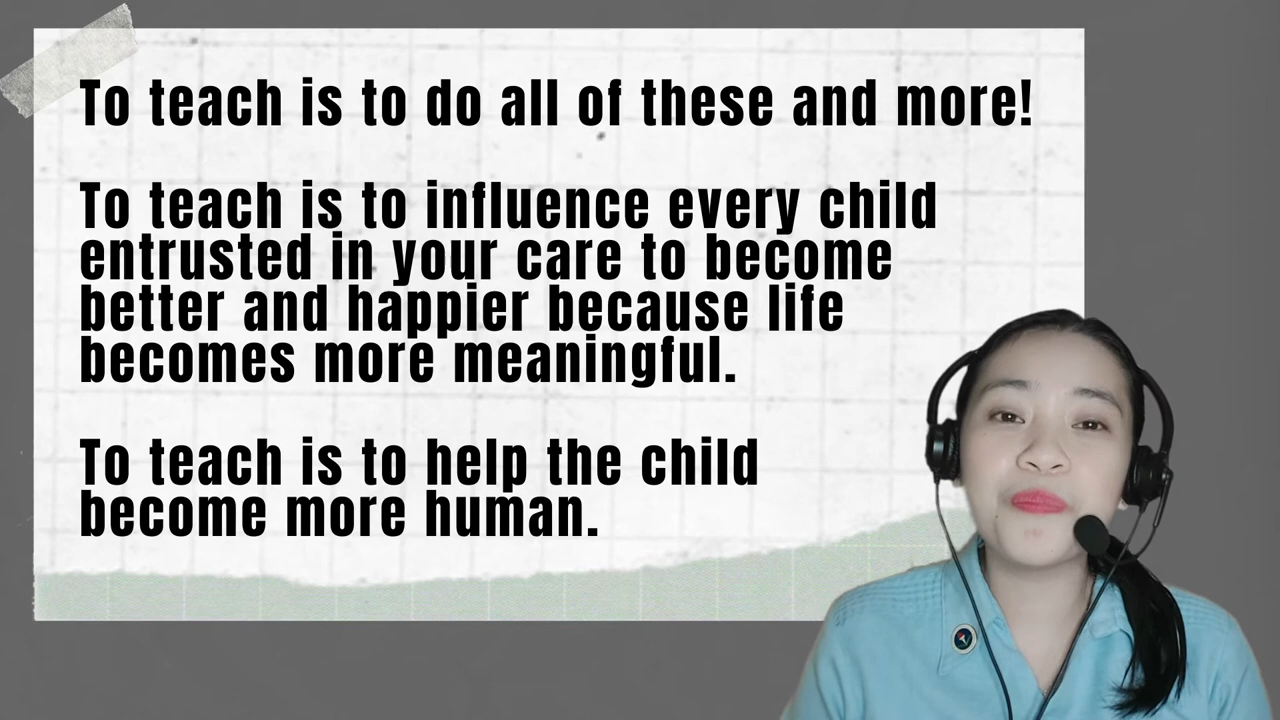 To teach is to do all of these and more!
To teach is to influence every child
entrusted in your care to become
better and happier because life
becomes more meaningful.
To teach is to help the child
become more human.